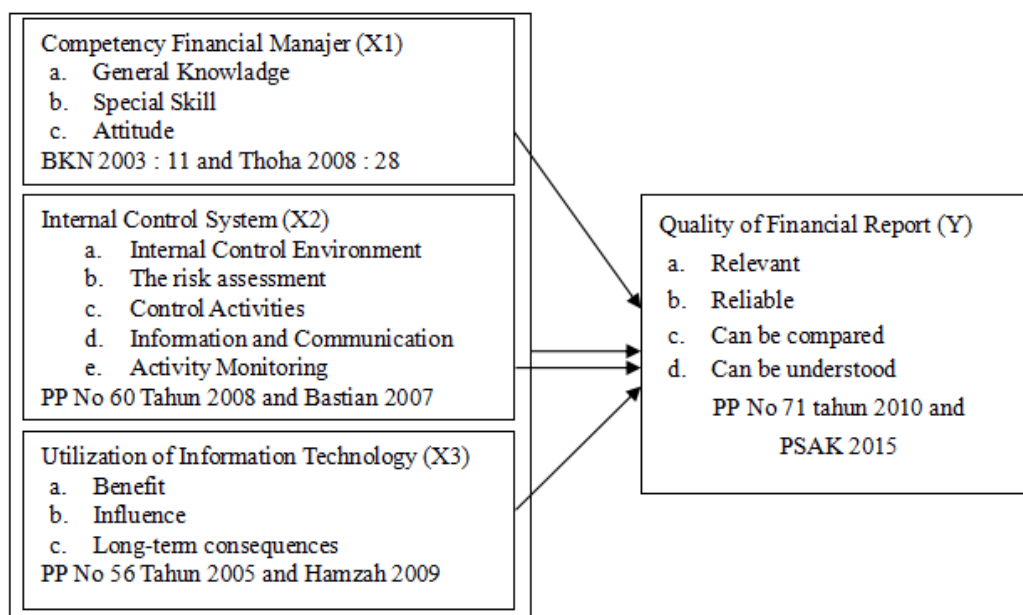 Competency Financial Manajer (X1)
a. General Knowladge
b. Special Skill
c. Attitude
BKN 2003 : 11 and Thoha 2008 : 28
Internal Control System (X2)
a. Internal Control Environment
b. The risk assessment
c. Control Activities
d. Information and Communication
e. Activity Monitoring
PP No 60 Tahun 2008 and Bastian 2007
Utilization of Information Technology (X3)
a. Benefit
b. Influence
c. Long-term consequences
PP No 56 Tahun 2005 and Hamzah 2009
Quality of Financial Report (Y)
a. Relevant
b. Reliable
c. Can be compared
d. Can be understood
PP No 71 tahun 2010 and
PSAK 2015